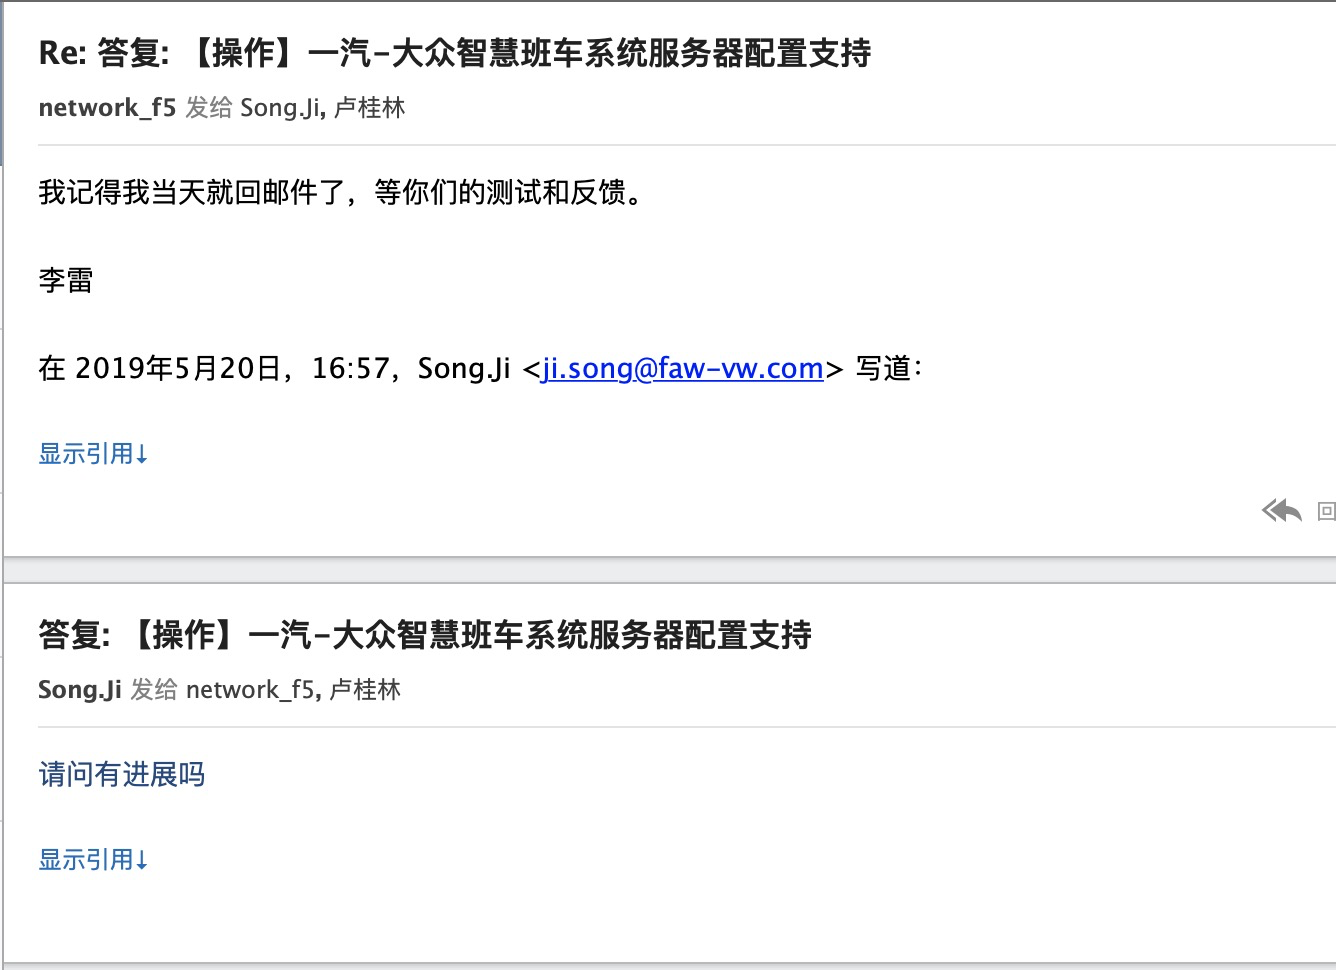 Re: 答复: 【操作】一汽-大众智慧班车系统服务器配置支持
network_f5 发给 Song.Ji, 卢桂林
我记得我当天就回邮件了，等你们的测试和反馈。
李雷
在 2019年5月20日，16:57，Song.Ji <ji.song@faw-vw.com> 写道：
显示引用↓
回
答复: 【操作】一汽-大众智慧班车系统服务器配置支持
Song.Ji 发给 network_f5, 卢桂林
请问有进展吗
显示引用↓